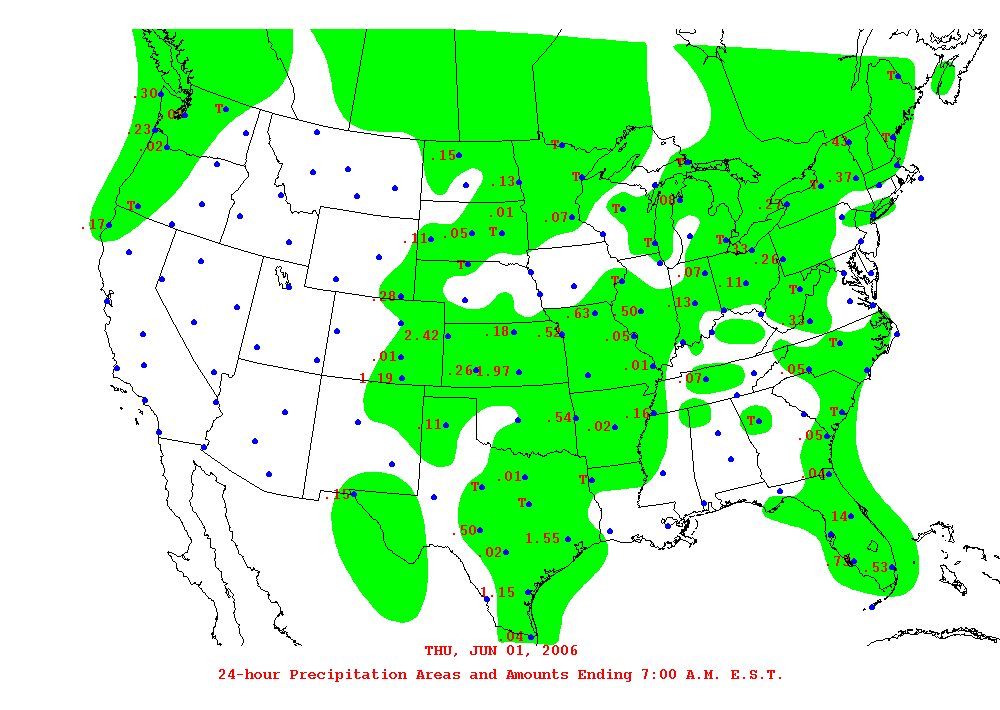 T
.30
T
.23
.02
T
.17
T
.43
T
.15
T
T
.13
.37
T
.01
.07
T
.08
.27
.11
.05
T
T
T
.13
.26
T
.07
.11
T
.28
.13
T
.63
.50
.33
2.42
.18
.52
.05
T
.01
.26
1.97
.01
.05
1.19
.07
.11
.54
.02
.16
T
T
.05
.01
.04
T
T
.15
T
.14
.50
1.55
.02
.53
1.15
.04
THU, JUN 01, 2006
24-hour Precipitation Areas and Amounts Ending 7:00 A.M. E.S.T.